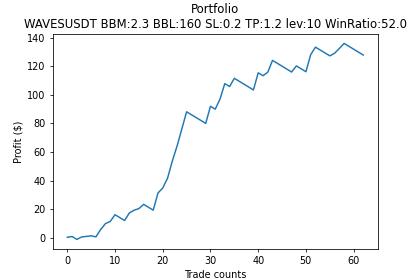 Portfolio
WAVESUSDT BBM:2.3 BBL:160 SL:0.2 TP:1.2 lev:10 WinRatio:52.0
140
120
100
80
60
40
20
0
Profit ($)
0 10 20 30 40 50 60
Trade counts